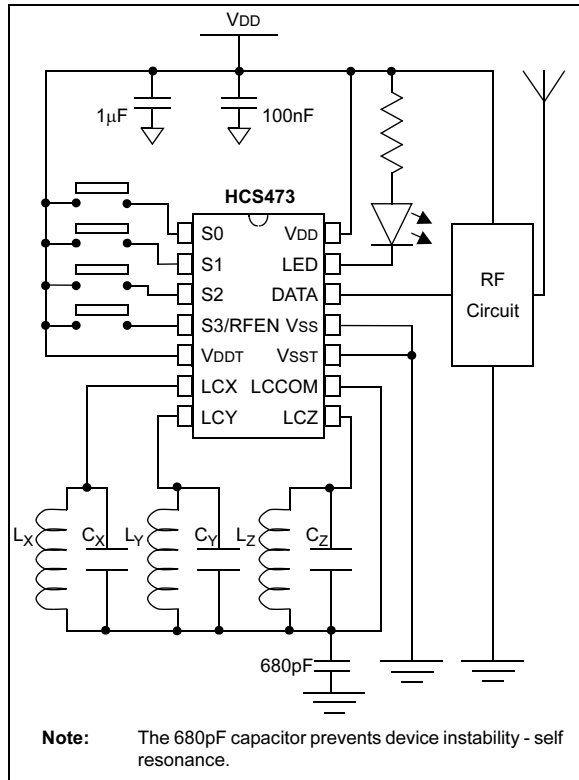 VDD
1μF
100nF
HCS473
S0
VDD
S1
LED
S2
DATA
S3/RFEN
VSS
VDDT
VSST
LCX
LCCOM
LCY
LCZ
RF
Circuit
LX
CX
LY
CY
LZ
CZ
680pF
Note: The 680pF capacitor prevents device instability - self
resonance.